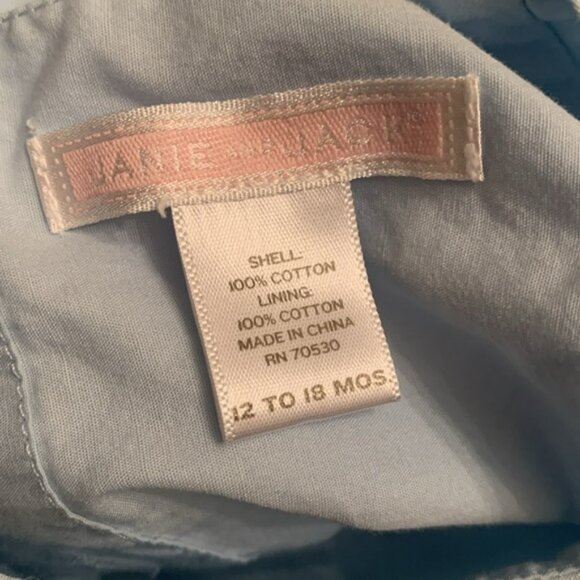 JANIE AND JACK®
SHELL:
100% COTTON
LINING:
100% COTTON
MADE IN CHINA
RN 70530
12 TO 18 MOS.